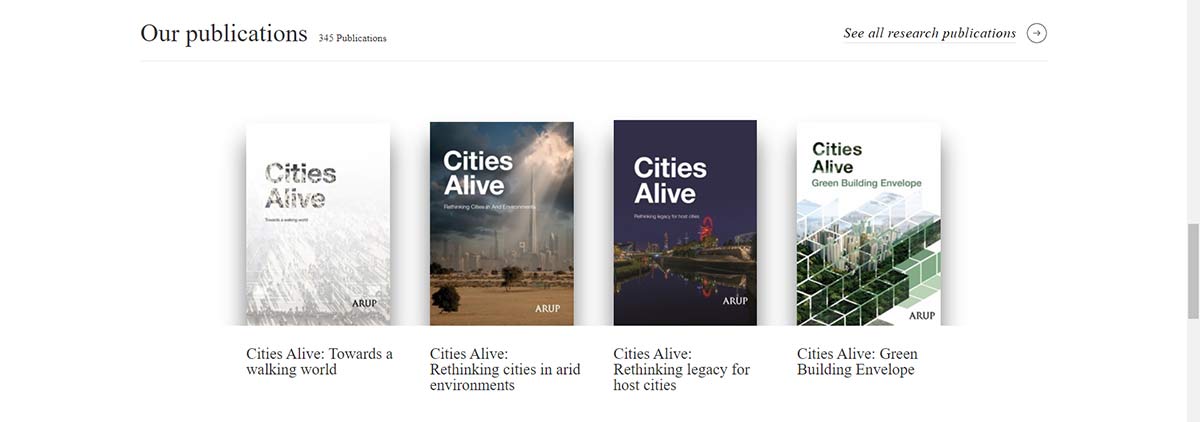 Our publications 345 Publications
See all research publications
Cities
Alive
Towards a walking world
ARUP
Cities
Alive
Rethinking Cities in Arid Environments
ARUP
Cities
Alive
Rethinking legacy for host cities
ARUP
Cities
Alive
Green Building Envelope
ARUP
Cities Alive: Towards a
walking world
Cities Alive:
Rethinking cities in arid
environments
Cities Alive:
Rethinking legacy for
host cities
Cities Alive: Green
Building Envelope